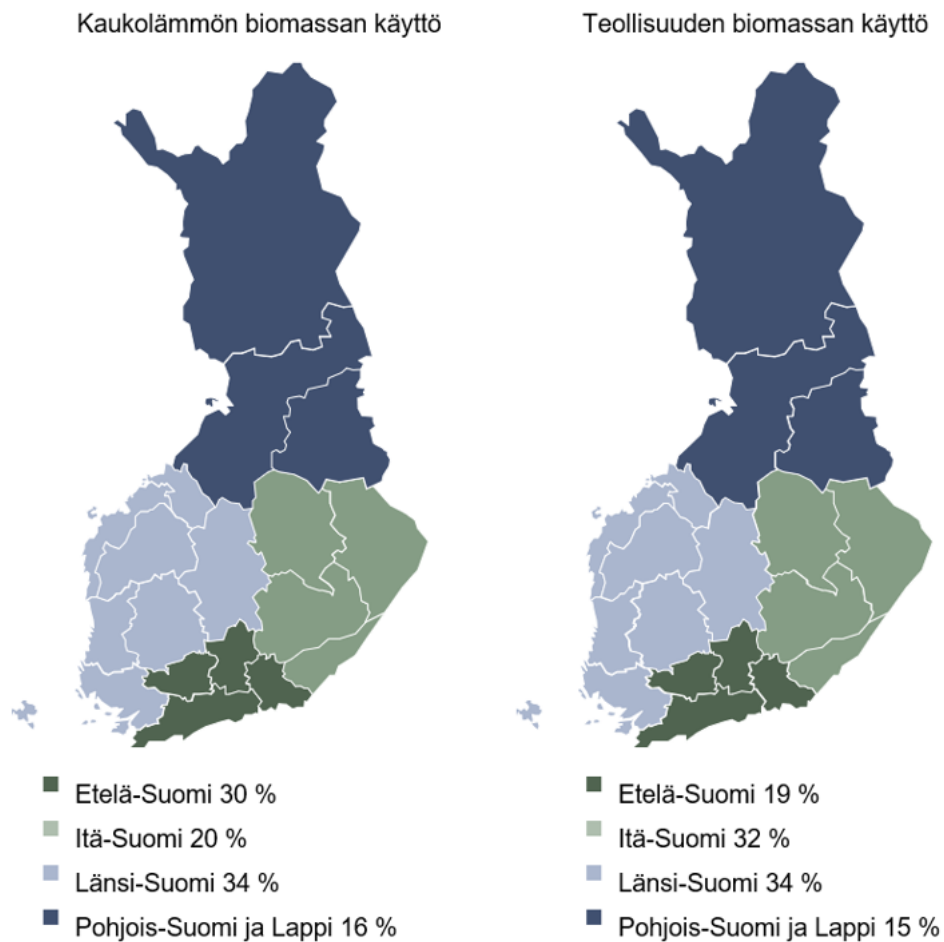 Kaukolämmön biomassan käyttö
Etelä-Suomi 30 %
Itä-Suomi 20 %
Länsi-Suomi 34 %
Pohjois-Suomi ja Lappi 16 %
Teollisuuden biomassan käyttö
Etelä-Suomi 19 %
Itä-Suomi 32 %
Länsi-Suomi 34 %
Pohjois-Suomi ja Lappi 15 %